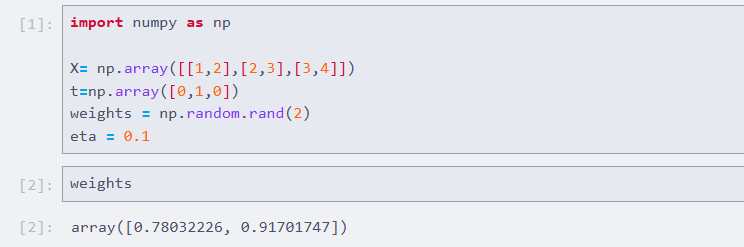 [1]: import numpy as np
X= np.array([[1,2],[2,3],[3,4]])
t=np.array([0,1,0])
weights = np.random.rand(2)
eta = 0.1
[2]: weights
[2]: array([0.78032226, 0.91701747])